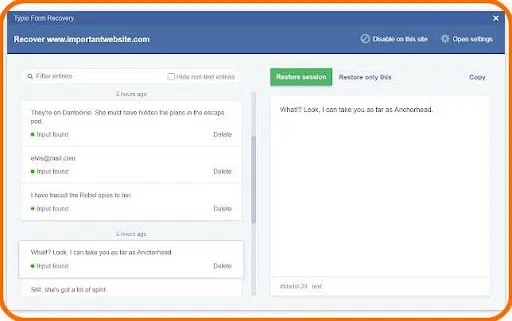 Typio Form Recovery
Recover www.importantwebsite.com
Disable on this site
Open settings
Filter entries
Hide non-text entries
3 hours ago
They're on Dantooine. She must have hidden the plans in the escape
pod.
Input found
Delete
elvis@mail.com
Input found
Delete
I have traced the Rebel spies to her.
Input found
Delete
3 hours ago
What!? Look, I can take you as far as Anchorhead.
Input found
Delete
Still, she's got a lot of spirit
Restore session
Restore only this
Copy
What!? Look, I can take you as far as Anchorhead.
text